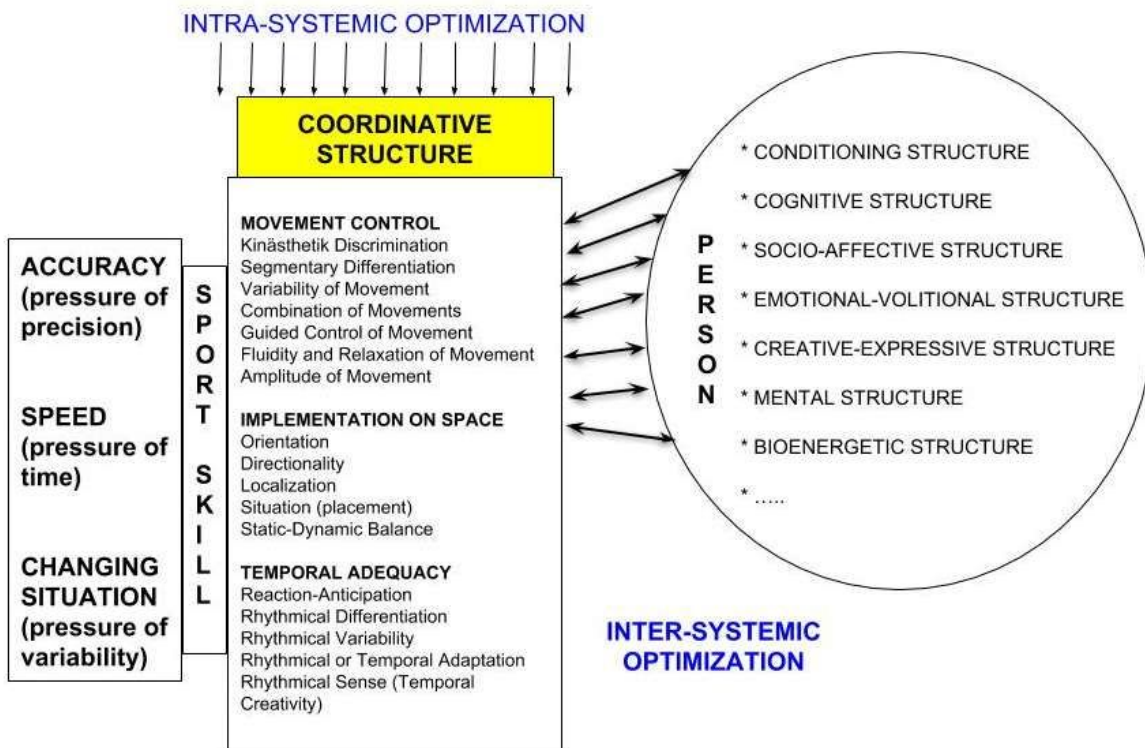 INTRA-SYSTEMIC OPTIMIZATION
COORDINATIVE
STRUCTURE
ACCURACY
(pressure of
precision)
SPEED
(pressure of
time)
CHANGING
SITUATION
(pressure of
variability)
SPORT SKILL
MOVEMENT CONTROL
Kinästhetik Discrimination
Segmentary Differentiation
Variability of Movement
Combination of Movements
Guided Control of Movement
Fluidity and Relaxation of Movement
Amplitude of Movement
IMPLEMENTATION ON SPACE
Orientation
Directionality
Localization
Situation (placement)
Static-Dynamic Balance
TEMPORAL ADEQUACY
Reaction-Anticipation
Rhythmical Differentiation
Rhythmical Variability
Rhythmical or Temporal Adaptation
Rhythmical Sense (Temporal
Creativity)
PERSON
* CONDITIONING STRUCTURE
* COGNITIVE STRUCTURE
* SOCIO-AFFECTIVE STRUCTURE
* EMOTIONAL-VOLITIONAL STRUCTURE
* CREATIVE-EXPRESSIVE STRUCTURE
* MENTAL STRUCTURE
* BIOENERGETIC STRUCTURE
* .....
INTER-SYSTEMIC
OPTIMIZATION